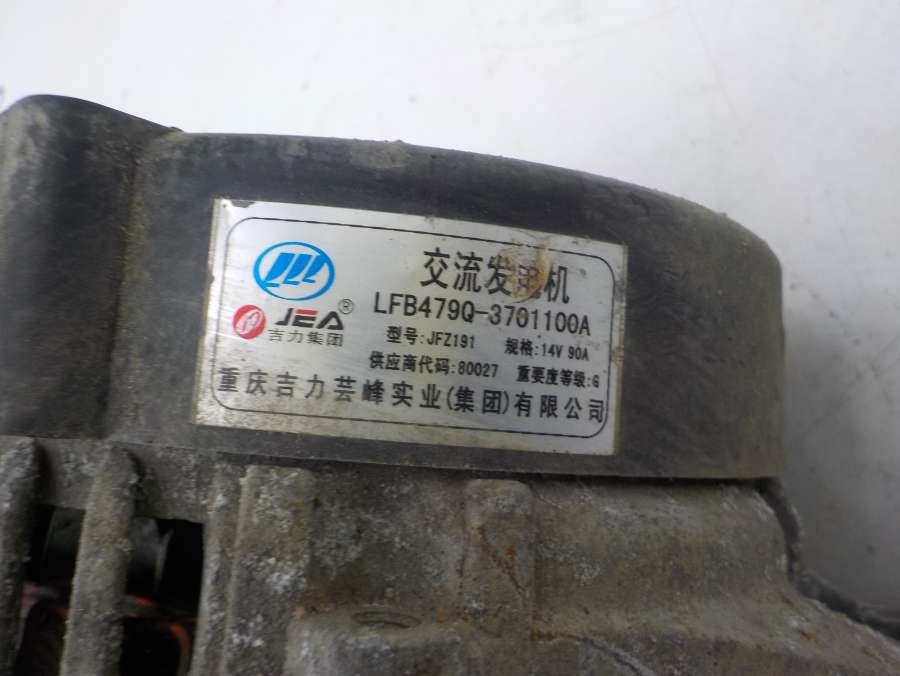 交流发电机
LFB479Q-3701100A
JEA®
吉力集团
型号:JFZ191 规格:14V 90A
供应商代码:80027 重要度等级:G
重庆吉力芸峰实业(集团)有限公司